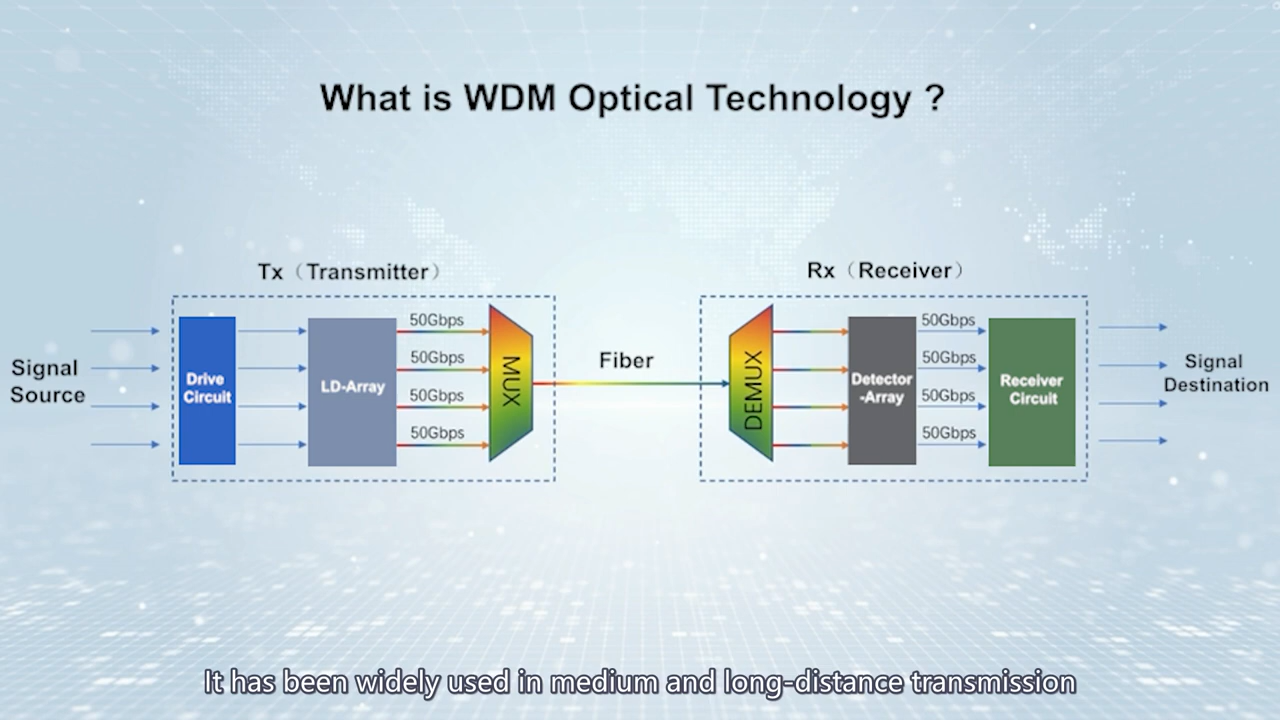 What is WDM Optical Technology ?
Tx（Transmitter）
Rx（Receiver）
Signal
Source
Drive
Circuit
LD-Array
50Gbps
50Gbps
50Gbps
50Gbps
MUX
Fiber
DEMUX
Detector
-Array
50Gbps
50Gbps
50Gbps
50Gbps
Receiver
Circuit
Signal
Destination
It has been widely used in medium and long-distance transmission